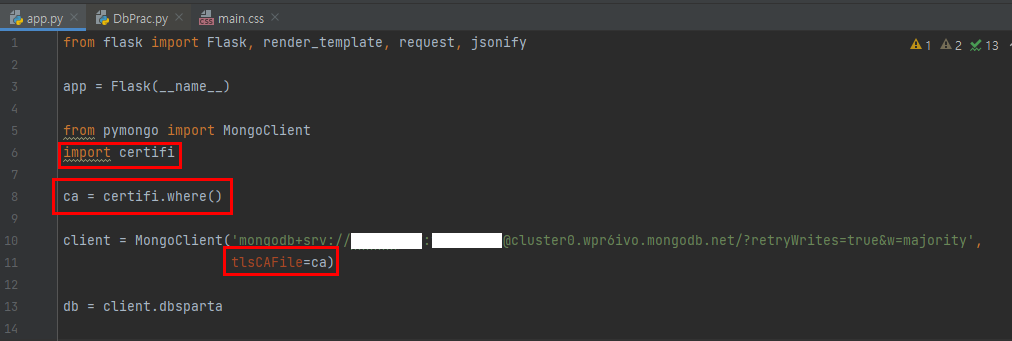 app.py DbPrac.py main.css
1 from flask import Flask, render_template, request, jsonify 1 2 13
2
3 app = Flask(__name__)
4
5 from pymongo import MongoClient
6 import certifi
7
8 ca = certifi.where()
9
10 client = MongoClient('mongodb+srv:// : @cluster0.wpr6ivo.mongodb.net/?retryWrites=true&w=majority',
11 tlsCAFile=ca)
12
13 db = client.dbsparta
14